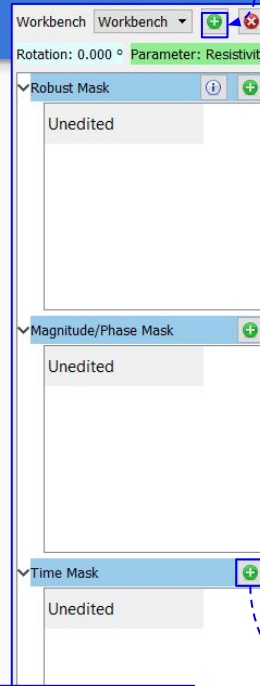 Workbench Workbench
Rotation: 0.000 ° Parameter: Resistivit
Robust Mask
Unedited
Magnitude/Phase Mask
Unedited
Time Mask
Unedited